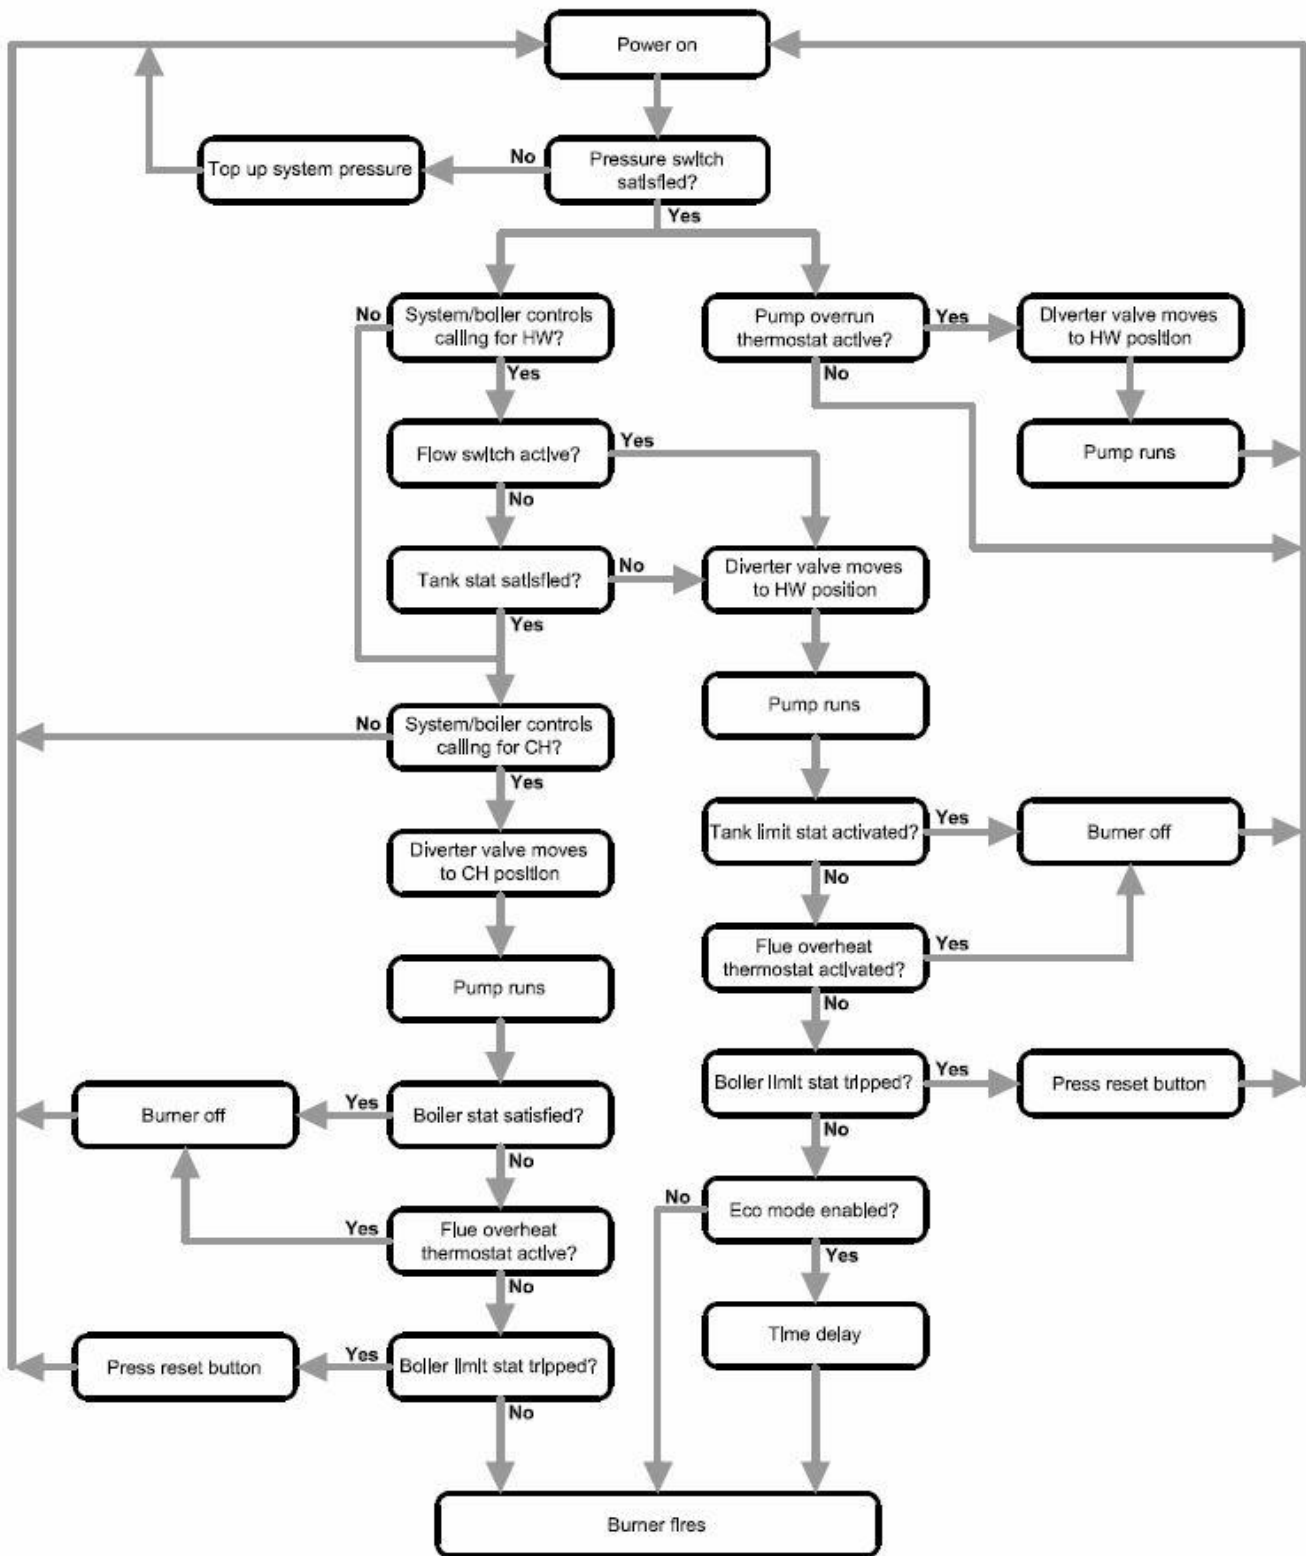 Power on
Top up system pressure
No
Pressure switch
satisfied?
Yes
No
System/boiler controls
calling for HW?
Yes
Pump overrun
thermostat active?
Yes
No
Diverter valve moves
to HW position
Flow switch active?
Yes
No
Pump runs
Tank stat satisfied?
No
Yes
Diverter valve moves
to HW position
Pump runs
No
System/boiler controls
calling for CH?
Yes
Tank limit stat activated?
Yes
No
Burner off
Diverter valve moves
to CH position
Flue overheat
thermostat activated?
Yes
No
Pump runs
Boiler limit stat tripped?
Yes
No
Press reset button
Burner off
Yes
Boiler stat satisfied?
No
No
Eco mode enabled?
Yes
Yes
Flue overheat
thermostat active?
No
Time delay
Press reset button
Yes
Boiler limit stat tripped?
No
Burner fires